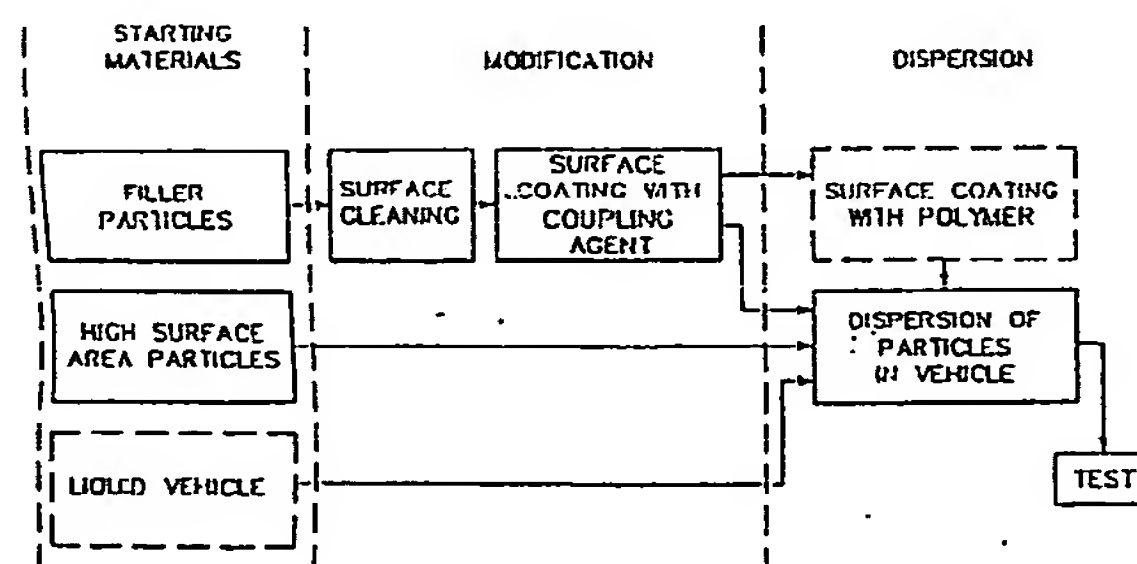 STARTING
MATERIALS
MODIFICATION
DISPERSION
FILLER
PARTICLES
SURFACE
CLEANING
SURFACE
COATING WITH
COUPLING
AGENT
SURFACE COATING
WITH POLYMER
HIGH SURFACE
AREA PARTICLES
DISPERSION OF
PARTICLES
IN VEHICLE
LIQUID VEHICLE
TEST